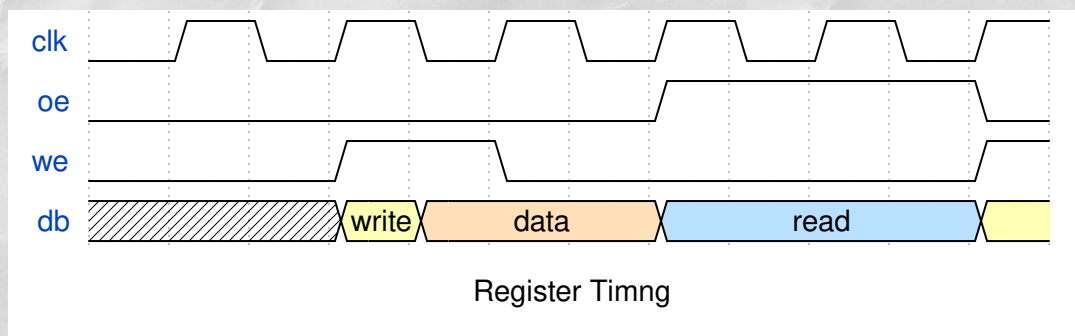 clk
oe
we
db write data read
Register Timng